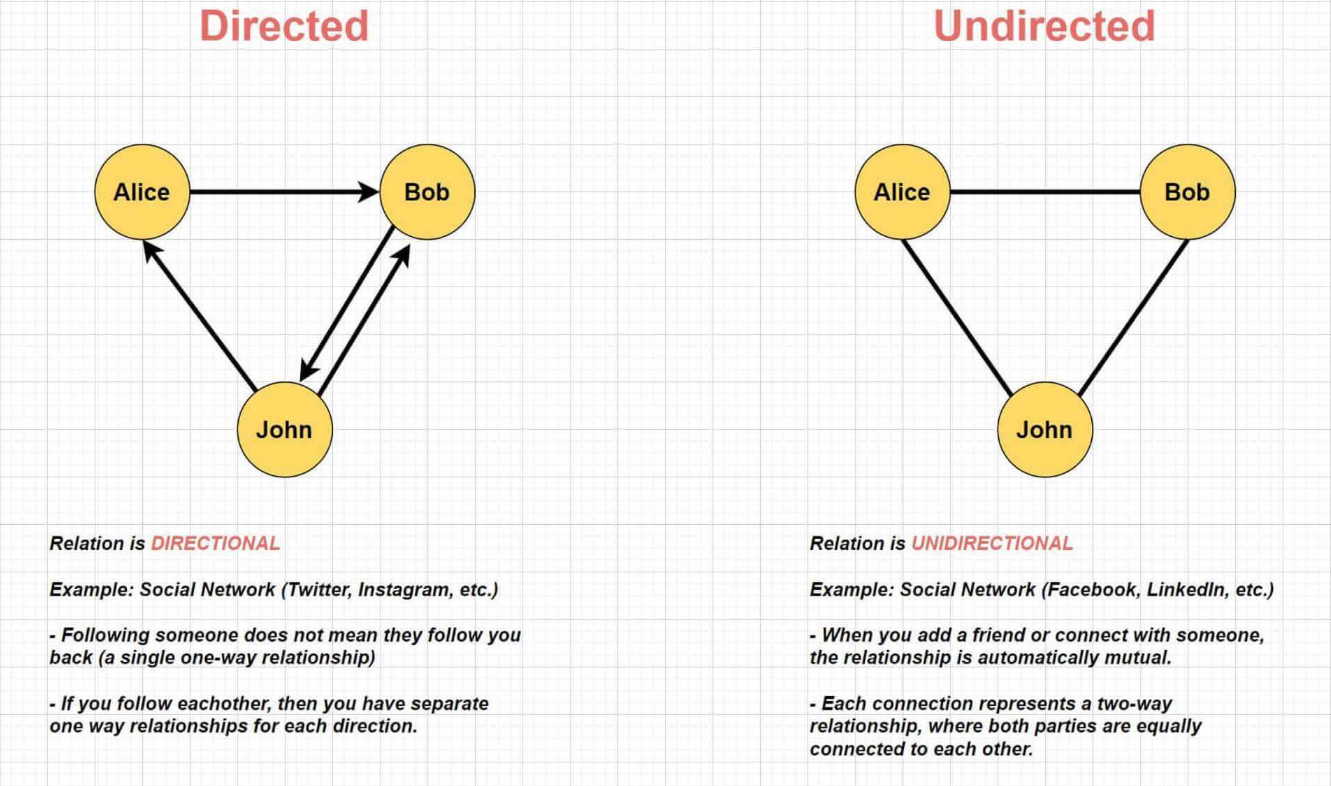 Directed
Alice
Bob
John
Relation is DIRECTIONAL
Example: Social Network (Twitter, Instagram, etc.)
- Following someone does not mean they follow you
back (a single one-way relationship)
- If you follow eachother, then you have separate
one way relationships for each direction.
Undirected
Alice
Bob
John
Relation is UNIDIRECTIONAL
Example: Social Network (Facebook, LinkedIn, etc.)
- When you add a friend or connect with someone,
the relationship is automatically mutual.
- Each connection represents a two-way
relationship, where both parties are equally
connected to each other.